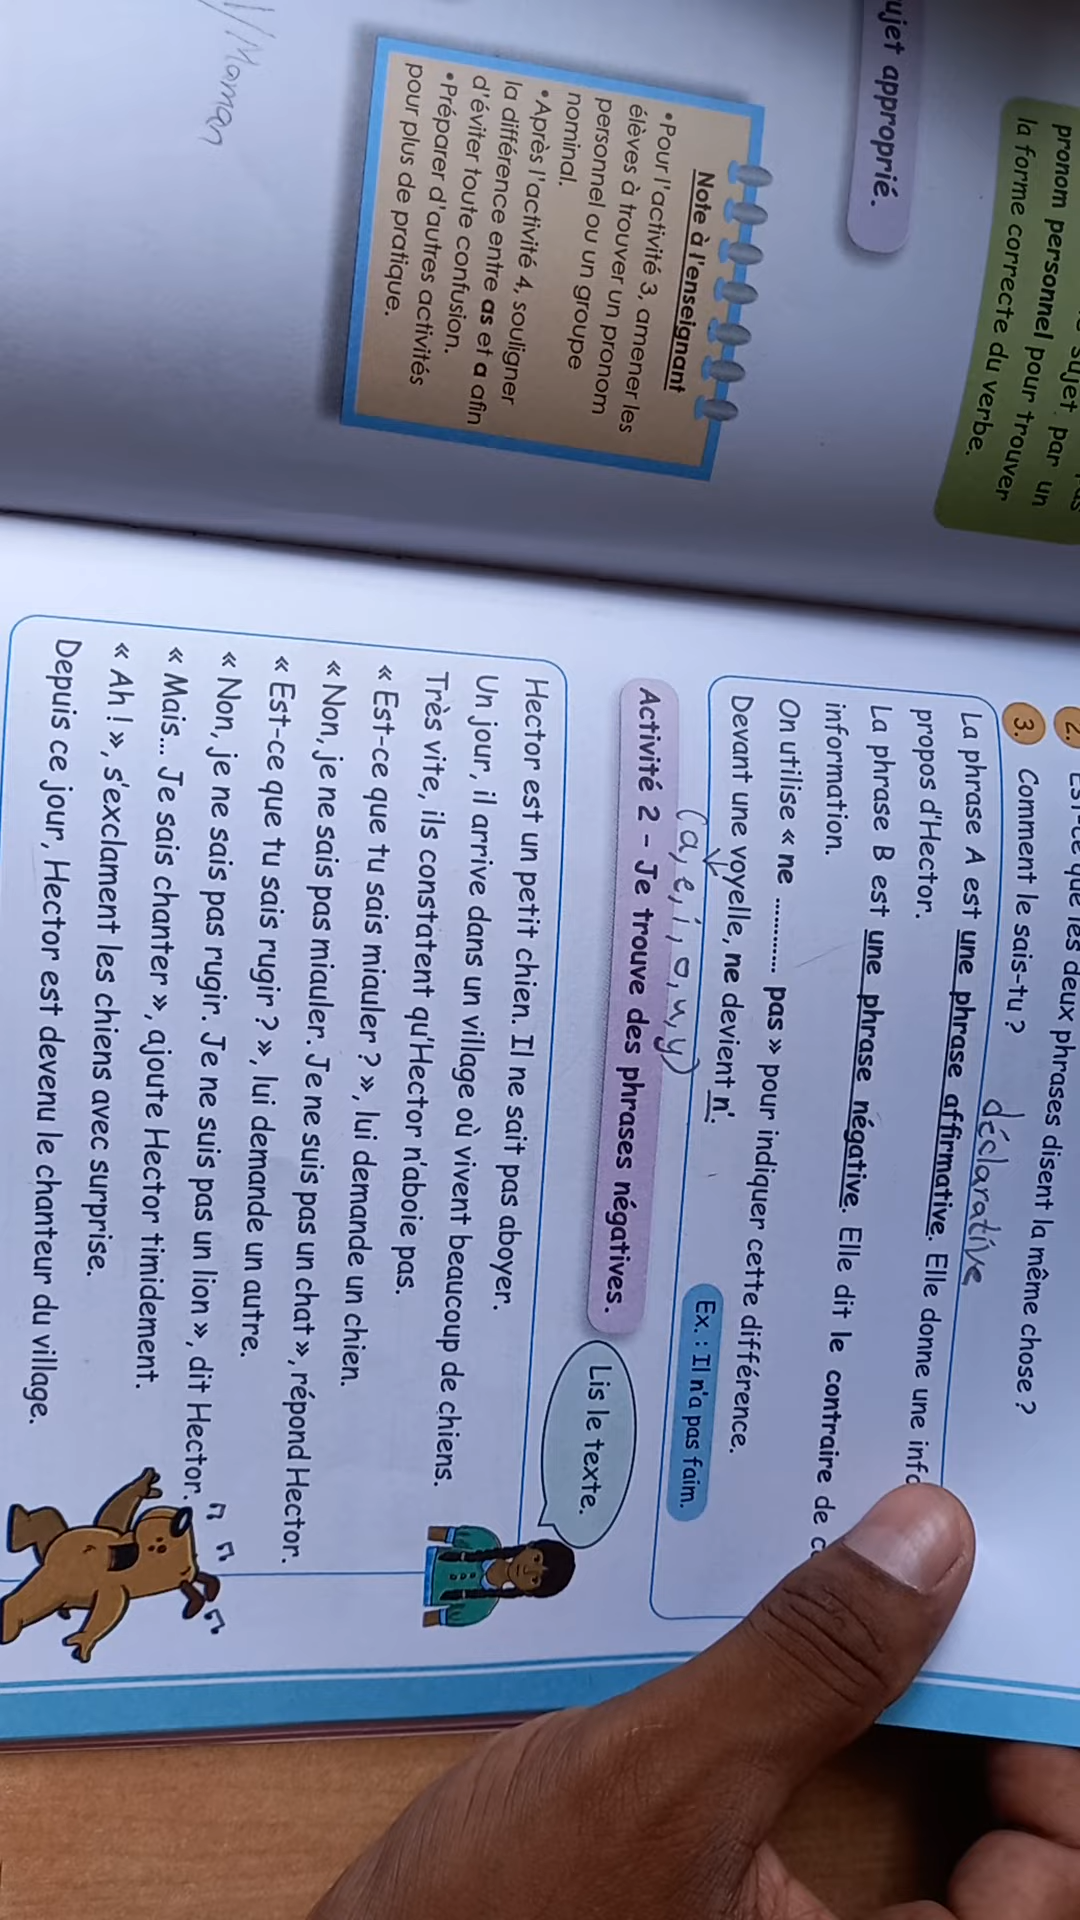 sujet par un
pronom personnel pour trouver
la forme correcte du verbe.
ujet approprié.
Note à l'enseignant
•Pour l'activité 3, amener les
élèves à trouver un pronom
personnel ou un groupe
nominal.
•Après l'activité 4, souligner
la différence entre as et a afin
d'éviter toute confusion.
•Préparer d'autres activités
pour plus de pratique.
Maman
2. Est-ce que les deux phrases disent la même chose ?
3. Comment le sais-tu ?
déclarative
La phrase A est une phrase affirmative. Elle donne une info
propos d'Hector.
La phrase B est une phrase négative. Elle dit le contraire de c
information.
On utilise « ne ........... pas » pour indiquer cette différence.
Devant une voyelle, ne devient n'.
Ex. : Il n'a pas faim.
(a, e, i, o, u, y)
Activité 2 - Je trouve des phrases négatives.
Lis le texte.
Hector est un petit chien. Il ne sait pas aboyer.
Un jour, il arrive dans un village où vivent beaucoup de chiens.
Très vite, ils constatent qu'Hector n'aboie pas.
« Est-ce que tu sais miauler ? », lui demande un chien.
« Non, je ne sais pas miauler. Je ne suis pas un chat », répond Hector.
« Est-ce que tu sais rugir ? », lui demande un autre.
« Non, je ne sais pas rugir. Je ne suis pas un lion », dit Hector.
« Mais... Je sais chanter », ajoute Hector timidement.
« Ah ! », s'exclament les chiens avec surprise.
Depuis ce jour, Hector est devenu le chanteur du village.